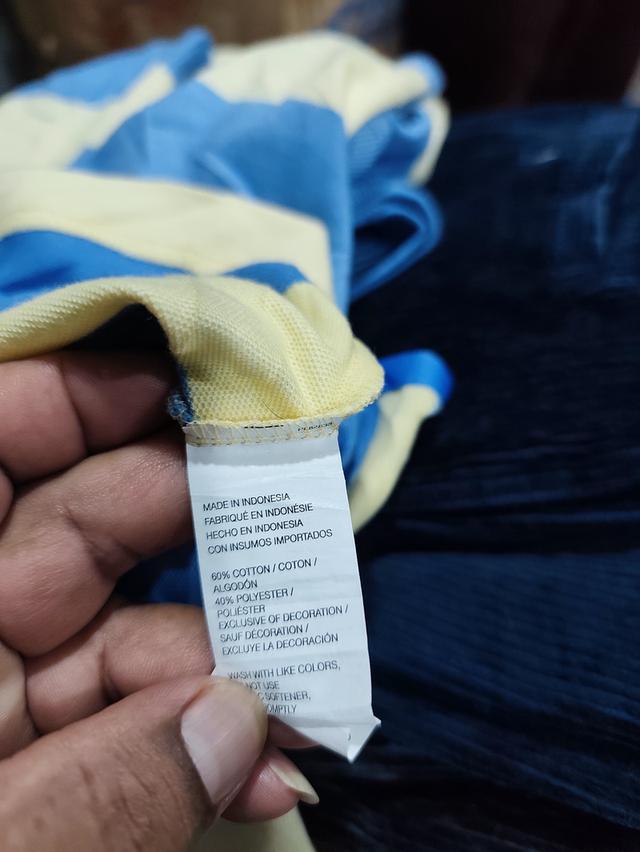 MADE IN INDONESIA
FABRIQUÉ EN INDONÉSIE
HECHO EN INDONESIA
CON INSUMOS IMPORTADOS
60% COTTON / COTON /
ALGODÓN
40% POLYESTER /
POLIÉSTER
EXCLUSIVE OF DECORATION /
SAUF DÉCORATION /
EXCLUYE LA DECORACIÓN
WASH WITH LIKE COLORS,
NOT USE
SOFTENER,